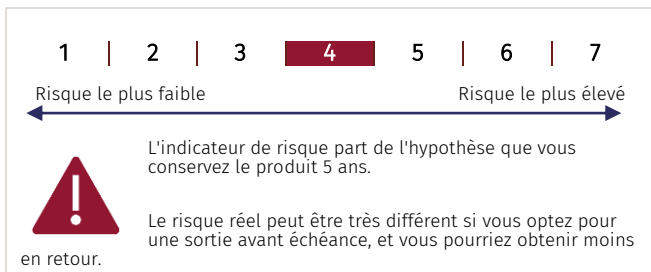 1 2 3 4 5 6 7
Risque le plus faible Risque le plus élevé
L'indicateur de risque part de l'hypothèse que vous
conservez le produit 5 ans.
Le risque réel peut être très différent si vous optez pour
une sortie avant échéance, et vous pourriez obtenir moins
en retour.